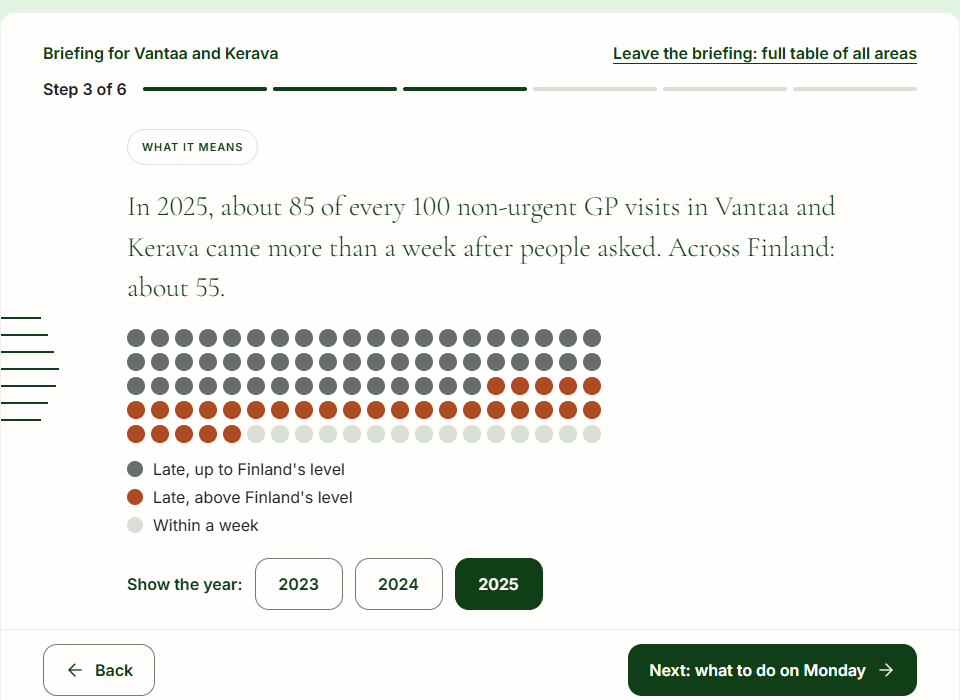 Briefing for Vantaa and Kerava
Leave the briefing: full table of all areas
Step 3 of 6
WHAT IT MEANS
In 2025, about 85 of every 100 non-urgent GP visits in Vantaa and
Kerava came more than a week after people asked. Across Finland:
about 55.
Late, up to Finland's level
Late, above Finland's level
Within a week
Show the year:
2023
2024
2025
Back
Next: what to do on Monday